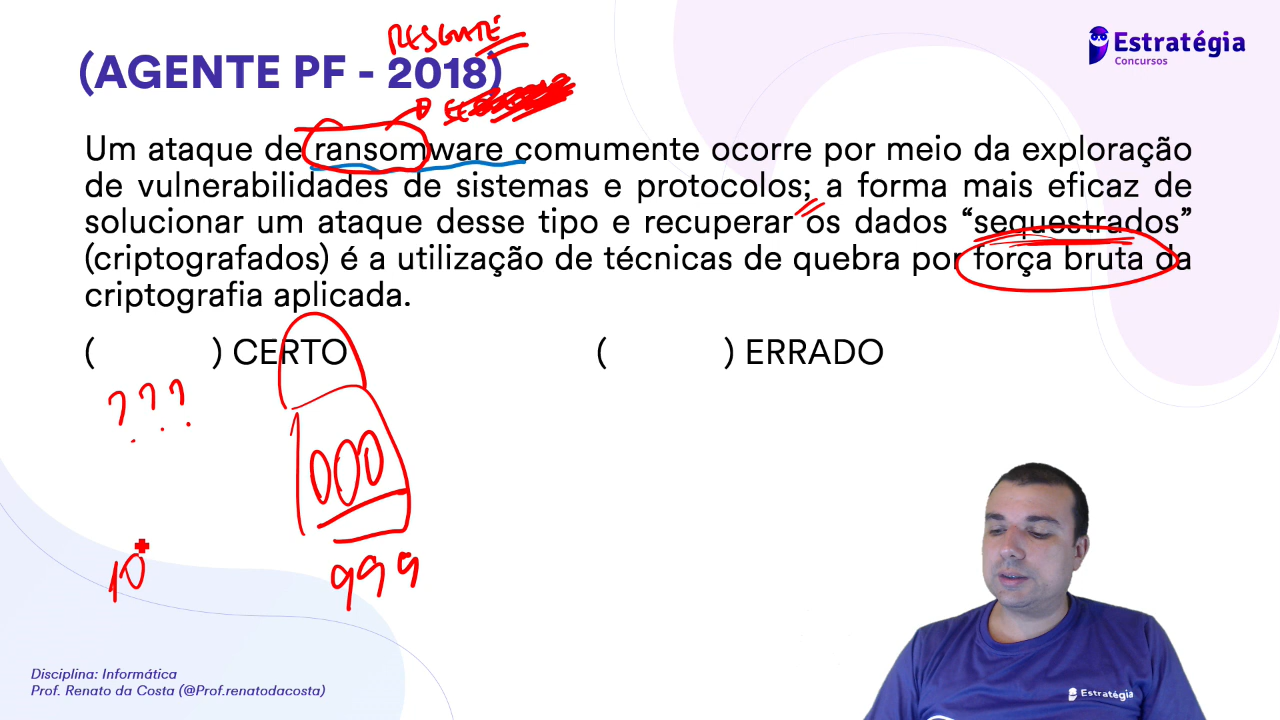 RESGATE
(AGENTE PF - 2018)
Estratégia
Concursos
Um ataque de ransomware comumente ocorre por meio da exploração
de vulnerabilidades de sistemas e protocolos; a forma mais eficaz de
solucionar um ataque desse tipo e recuperar os dados “sequestrados”
(criptografados) é a utilização de técnicas de quebra por força bruta da
criptografia aplicada.
( ) CERTO ( ) ERRADO
???
000
10
999
Disciplina: Informática
Prof. Renato da Costa (@Prof.renatodacosta)
Estratégia